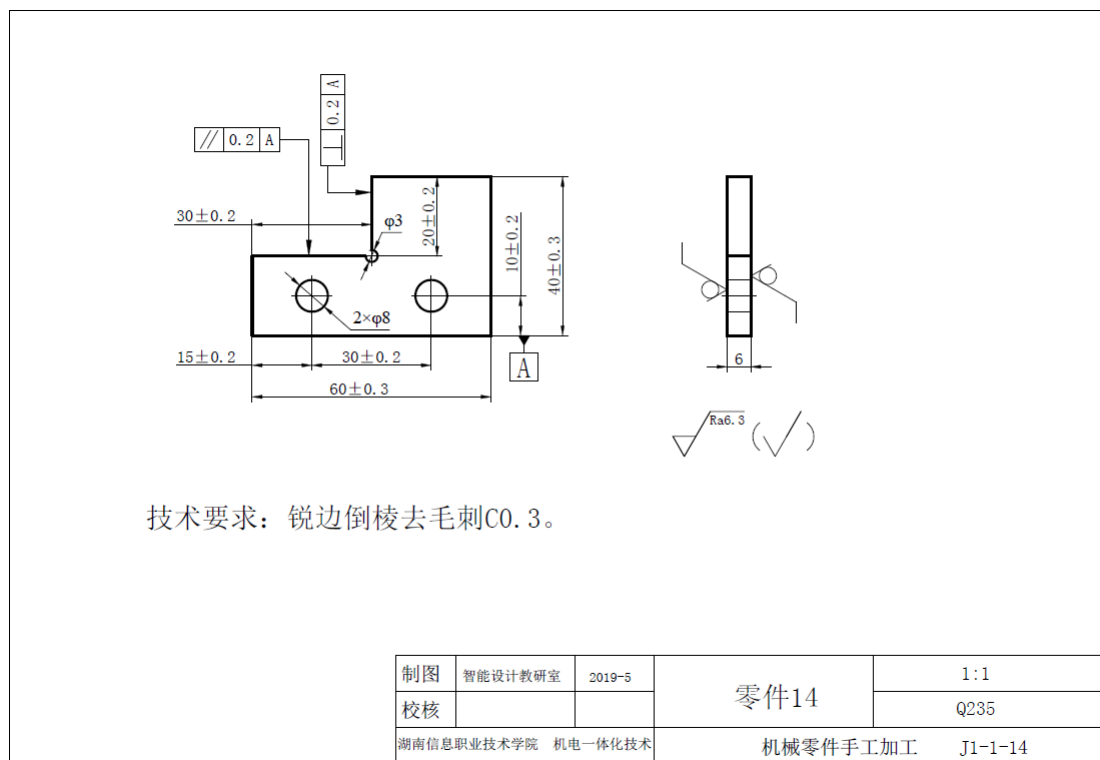 ⊥ 0.2 A
// 0.2 A
30±0.2
φ3
20±0.2
10±0.2
40±0.3
2×φ8
15±0.2
30±0.2
60±0.3
A
6
Ra6.3
(√)
技术要求：锐边倒棱去毛刺C0.3。
制图 智能设计教研室 2019-5
零件14
1:1
校核
Q235
湖南信息职业技术学院 机电一体化技术
机械零件手工加工 J1-1-14